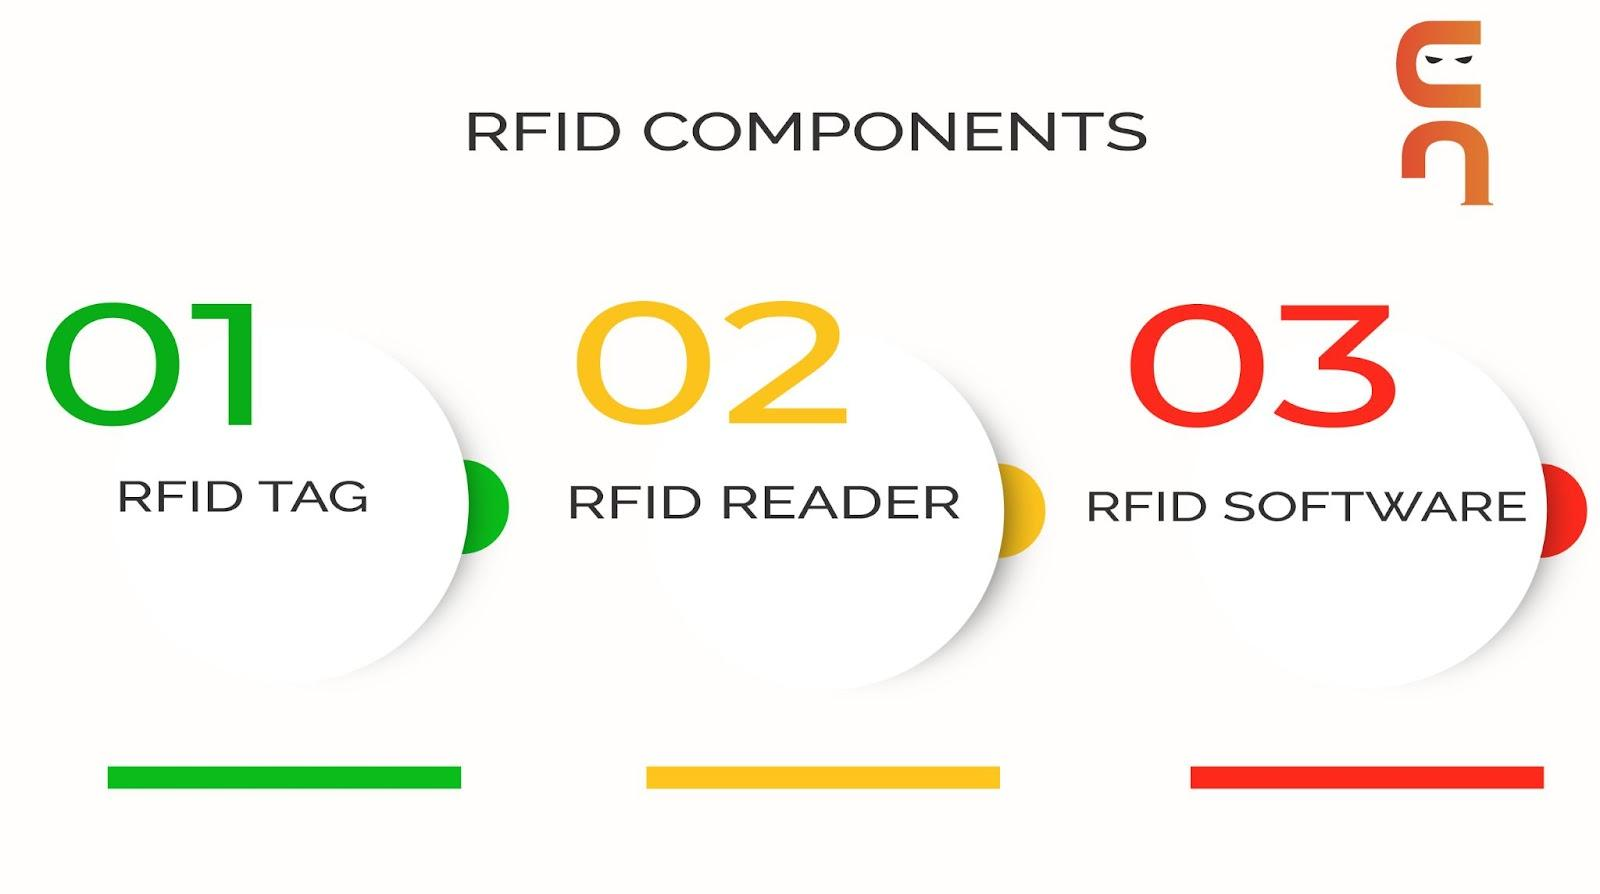 RFID COMPONENTS
01
RFID TAG
02
RFID READER
03
RFID SOFTWARE